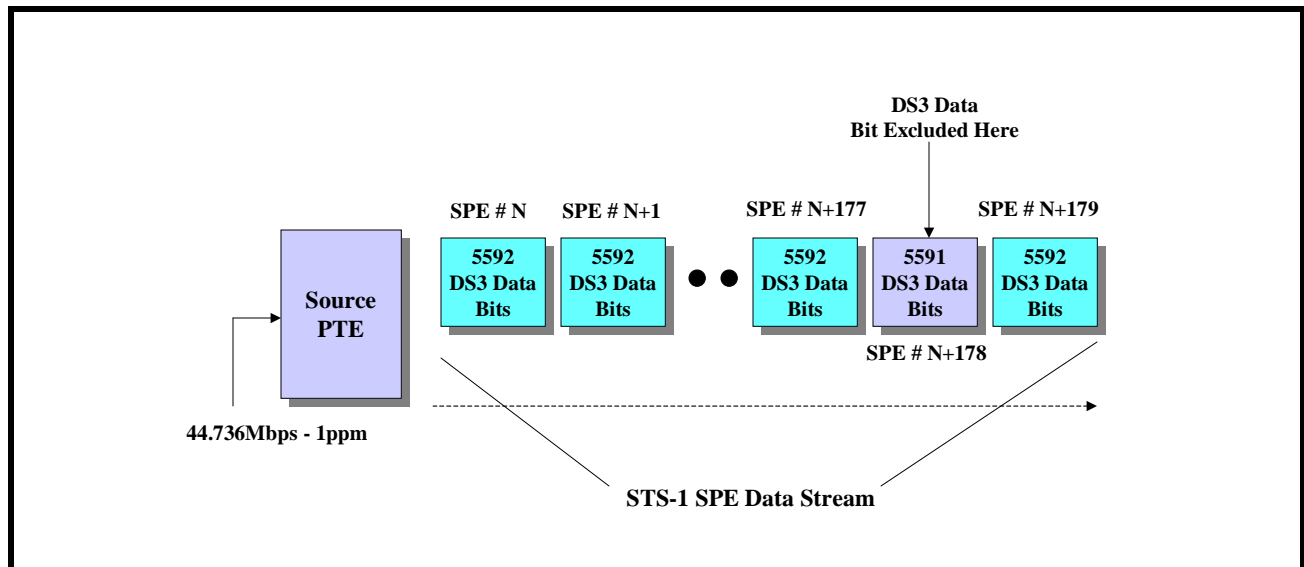 DS3 Data
Bit Excluded Here
SPE # N
SPE # N+1
SPE # N+177
SPE # N+179
Source
PTE
5592
DS3 Data
Bits
5592
DS3 Data
Bits
5592
DS3 Data
Bits
5591
DS3 Data
Bits
5592
DS3 Data
Bits
SPE # N+178
44.736Mbps - 1ppm
STS-1 SPE Data Stream